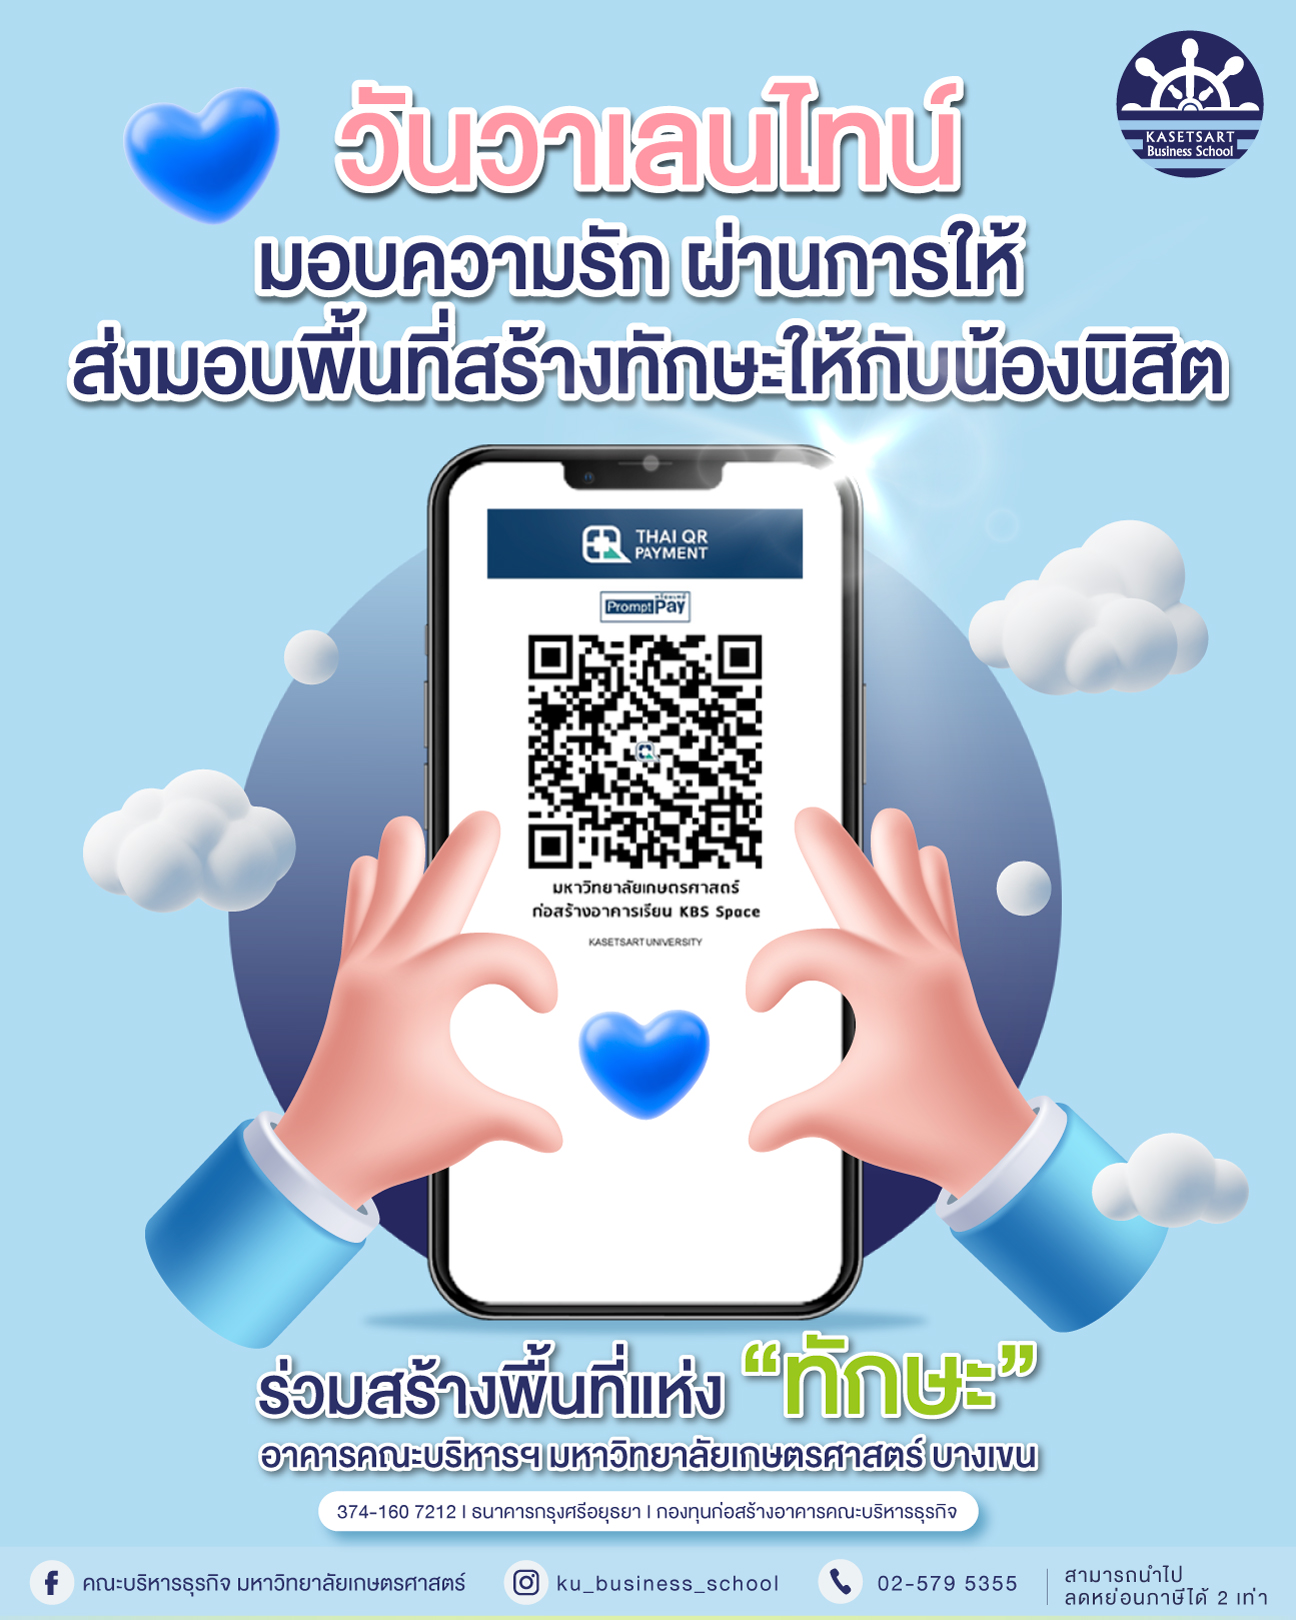 วันวาเลนไทน์
KASETSART
Business School
มอบความรัก ผ่านการให้
ส่งมอบพื้นที่สร้างทักษะให้กับน้องนิสิต
THAI QR
PAYMENT
พร้อมเพย์
PromptPay
มหาวิทยาลัยเกษตรศาสตร์
ก่อสร้างอาคารเรียน KBS Space
KASETSART UNIVERSITY
ร่วมสร้างพื้นที่แห่ง “ทักษะ”
อาคารคณะบริหารฯ มหาวิทยาลัยเกษตรศาสตร์ บางเขน
374-160 7212 I ธนาคารกรุงศรีอยุธยา I กองทุนก่อสร้างอาคารคณะบริหารธุรกิจ
คณะบริหารธุรกิจ มหาวิทยาลัยเกษตรศาสตร์
ku_business_school
02-579 5355
สามารถนำไป
ลดหย่อนภาษีได้ 2 เท่า